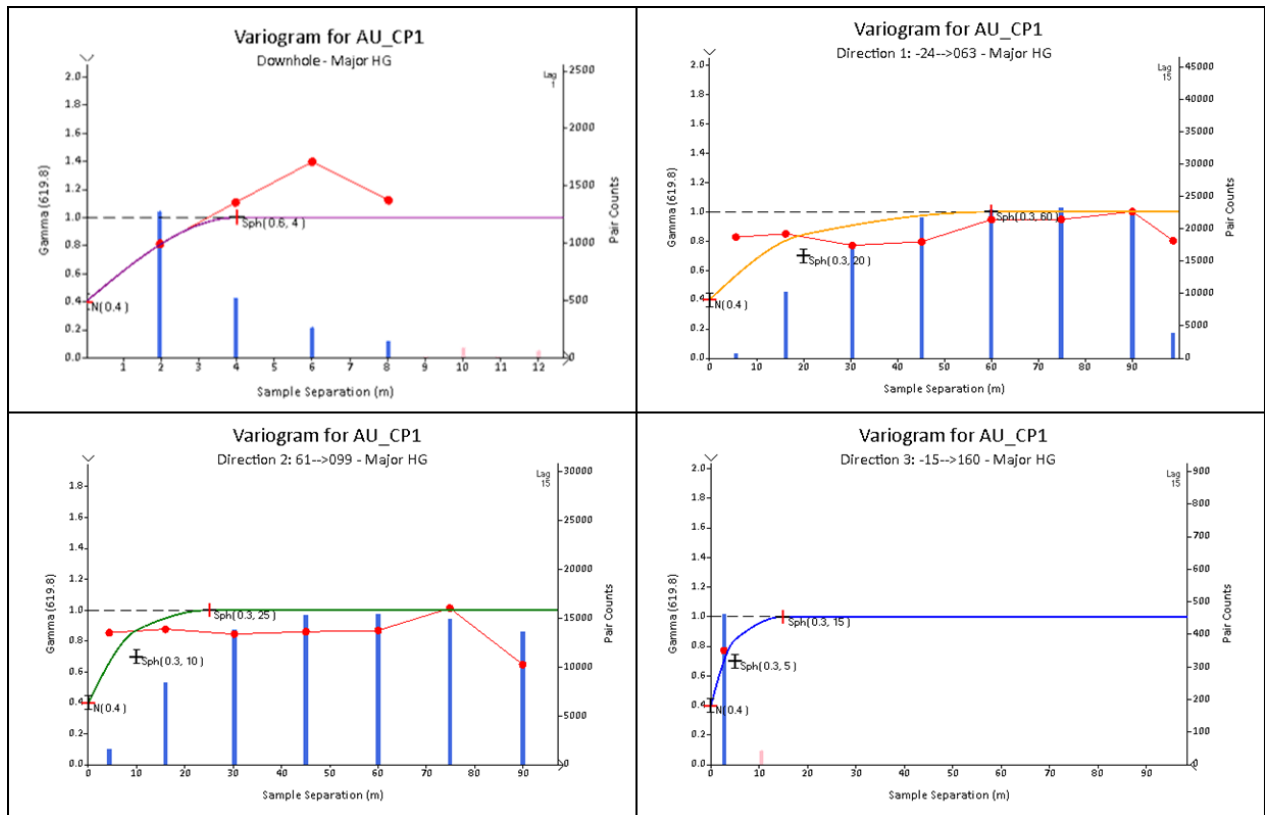 Variogram for AU_CP1
Downhole - Major HG
Lag
1
Gamma (619.8)
2.0
1.8
1.6
1.4
1.2
1.0
0.8
0.6
0.4
0.2
0.0
2500
2000
1500
1000
500
0
Pair Counts
Sph(0.6, 4)
N(0.4 )
1 2 3 4 5 6 7 8 9 10 11 12
Sample Separation (m)
Variogram for AU_CP1
Direction 1: -24-->063 - Major HG
Lag
15
Gamma (619.8)
2.0
1.8
1.6
1.4
1.2
1.0
0.8
0.6
0.4
0.2
0.0
45000
40000
35000
30000
25000
20000
15000
10000
5000
0
Pair Counts
Sph(0.3, 60)
Sph(0.3, 20)
N(0.4 )
0 10 20 30 40 50 60 70 80 90
Sample Separation (m)
Variogram for AU_CP1
Direction 2: 61-->099 - Major HG
Lag
15
Gamma (619.8)
1.8
1.6
1.4
1.2
1.0
0.8
0.6
0.4
0.2
0.0
30000
25000
20000
15000
10000
5000
0
Pair Counts
Sph(0.3, 25)
Sph(0.3, 10)
N(0.4 )
0 10 20 30 40 50 60 70 80 90
Sample Separation (m)
Variogram for AU_CP1
Direction 3: -15-->160 - Major HG
Lag
15
Gamma (619.8)
2.0
1.8
1.6
1.4
1.2
1.0
0.8
0.6
0.4
0.2
0.0
900
800
700
600
500
400
300
200
100
0
Pair Counts
Sph(0.3, 15)
Sph(0.3, 5)
N(0.4 )
0 10 20 30 40 50 60 70 80 90
Sample Separation (m)